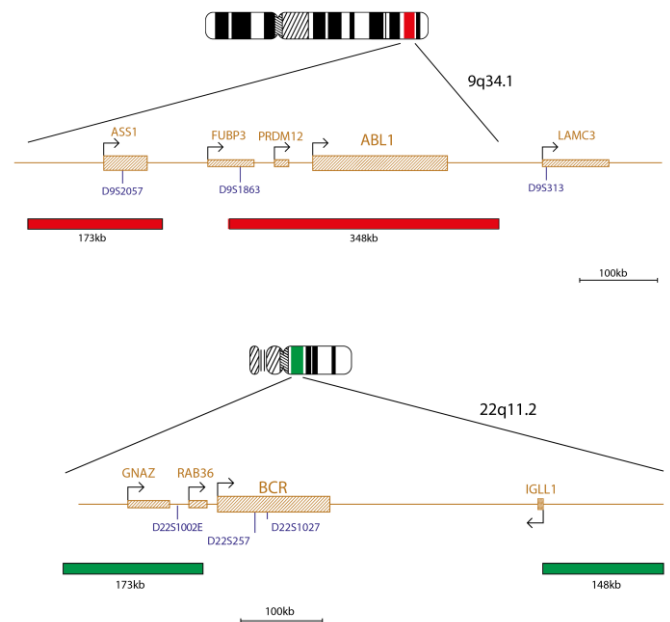 9q34.1
ASS1
FUBP3
PRDM12
ABL1
LAMC3
D9S2057
D9S1863
D9S313
173kb
348kb
100kb
22q11.2
GNAZ
RAB36
BCR
IGLL1
D22S1002E
D22S1027
D22S257
173kb
148kb
100kb